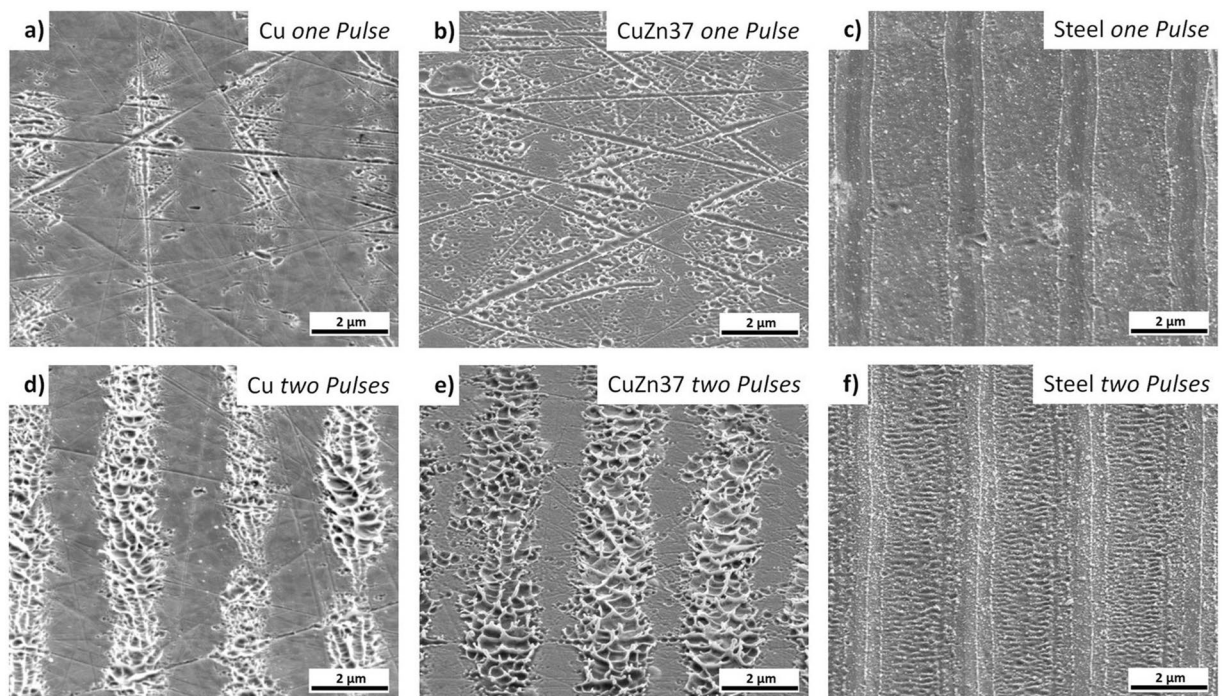 a) Cu one Pulse
b) CuZn37 one Pulse
c) Steel one Pulse
2 µm
2 µm
2 µm
d) Cu two Pulses
e) CuZn37 two Pulses
f) Steel two Pulses
2 µm
2 µm
2 µm